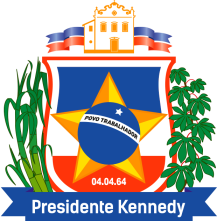 POVO TRABALHADOR
04.04.64
Presidente Kennedy